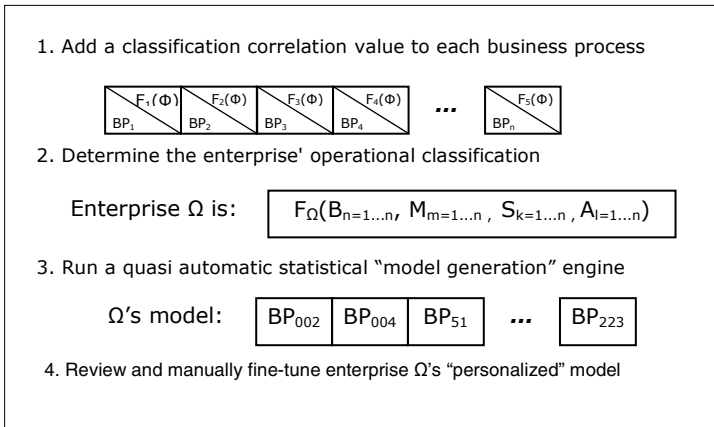 1. Add a classification correlation value to each business process
F₁(Φ) F₂(Φ) F₃(Φ) F₄(Φ) ... F₅(Φ)
BP₁ BP₂ BP₃ BP₄ BPₙ
2. Determine the enterprise' operational classification
Enterprise Ω is: F_Ω(Bₙ₌₁...ₙ, Mₘ₌₁...ₙ , Sₖ₌₁...ₙ , Aₗ₌₁...ₙ)
3. Run a quasi automatic statistical “model generation” engine
Ω's model: BP₀₀₂ BP₀₀₄ BP₅₁ ... BP₂₂₃
4. Review and manually fine-tune enterprise Ω's “personalized” model